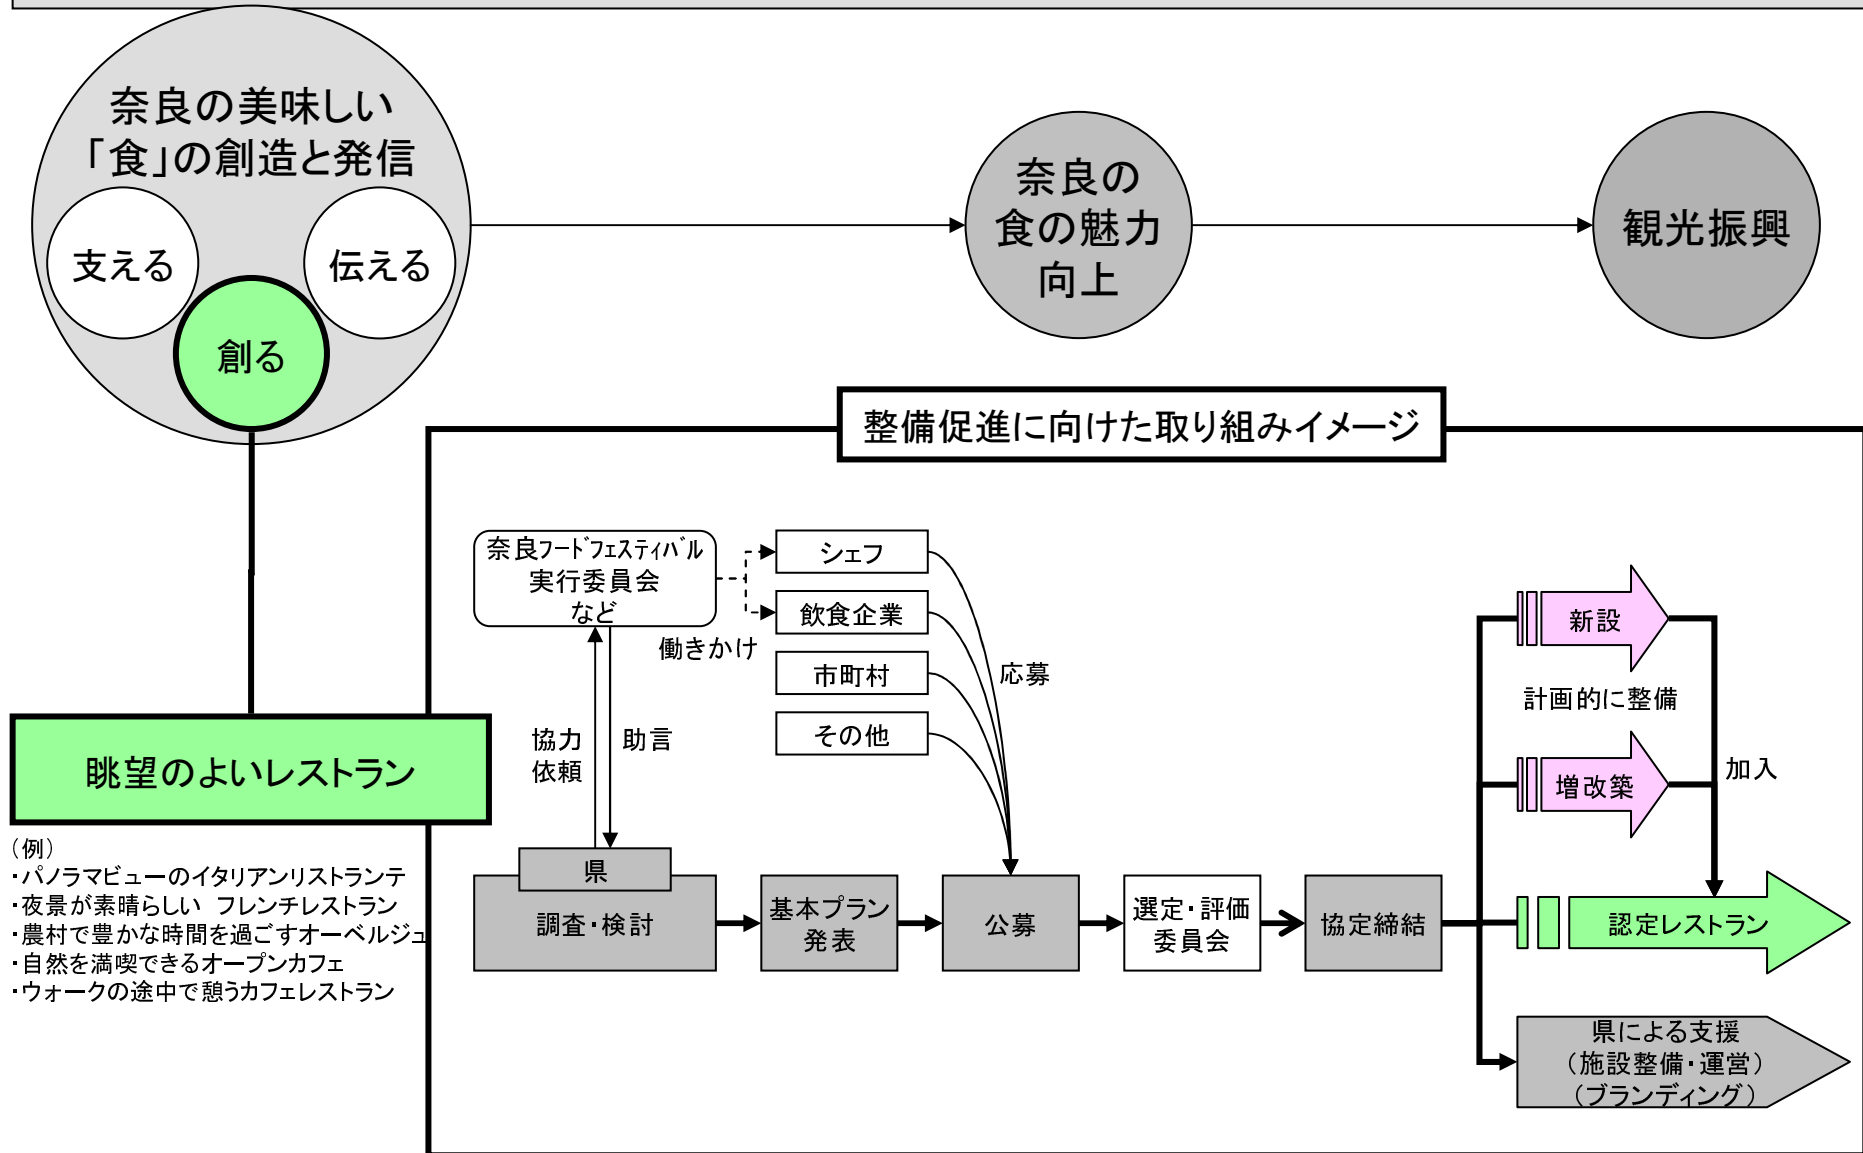 奈良の美味しい
「食」の創造と発信
支える
伝える
創る
奈良の
食の魅力
向上
観光振興
整備促進に向けた取り組みイメージ
奈良フードフェスティバル
実行委員会
など
シェフ
飲食企業
市町村
その他
働きかけ
応募
協力
依頼
助言
眺望のよいレストラン
（例）
・パノラマビューのイタリアンリストランテ
・夜景が素晴らしい フレンチレストラン
・農村で豊かな時間を過ごすオーベルジュ
・自然を満喫できるオープンカフェ
・ウォークの途中で憩うカフェレストラン
県
調査・検討
基本プラン
発表
公募
選定・評価
委員会
協定締結
新設
計画的に整備
増改築
加入
認定レストラン
県による支援
（施設整備・運営）
（ブランディング）